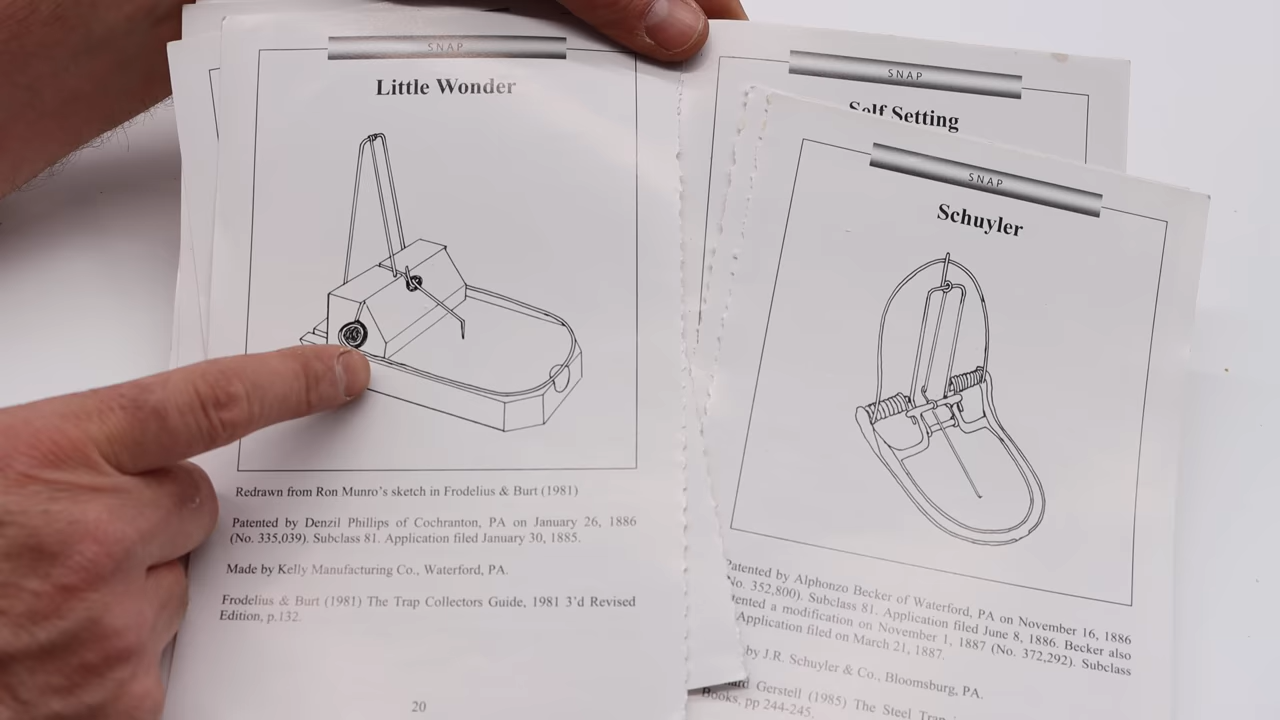 SNAP
Little Wonder
Redrawn from Ron Munro's sketch in Frodelius & Burt (1981)
Patented by Denzil Phillips of Cochranton, PA on January 26, 1886
(No. 335,039). Subclass 81. Application filed January 30, 1885.
Made by Kelly Manufacturing Co., Waterford, PA.
Frodelius & Burt (1981) The Trap Collectors Guide, 1981 3'd Revised
Edition, p.132.
20
SNAP
Self Setting
SNAP
Schuyler
Patented by Alphonzo Becker of Waterford, PA on November 16, 1886
(No. 352,800). Subclass 81. Application filed June 8, 1886. Becker also
a modification on November 1, 1887 (No. 372,292). Subclass
Application filed on March 21, 1887.
by J.R. Schuyler & Co., Bloomsburg, PA.
Gerstell (1985) The Steel
Books, pp 244-245.